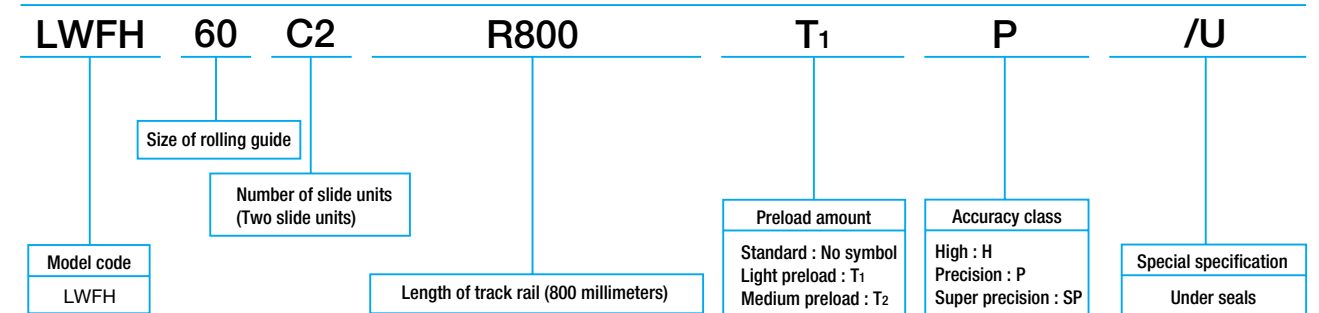 LWFH 60 C2 R800 T1 P /U
Size of rolling guide
Number of slide units
(Two slide units)
Model code
LWFH
Length of track rail (800 millimeters)
Preload amount
Standard : No symbol
Light preload : T1
Medium preload : T2
Accuracy class
High : H
Precision : P
Super precision : SP
Special specification
Under seals